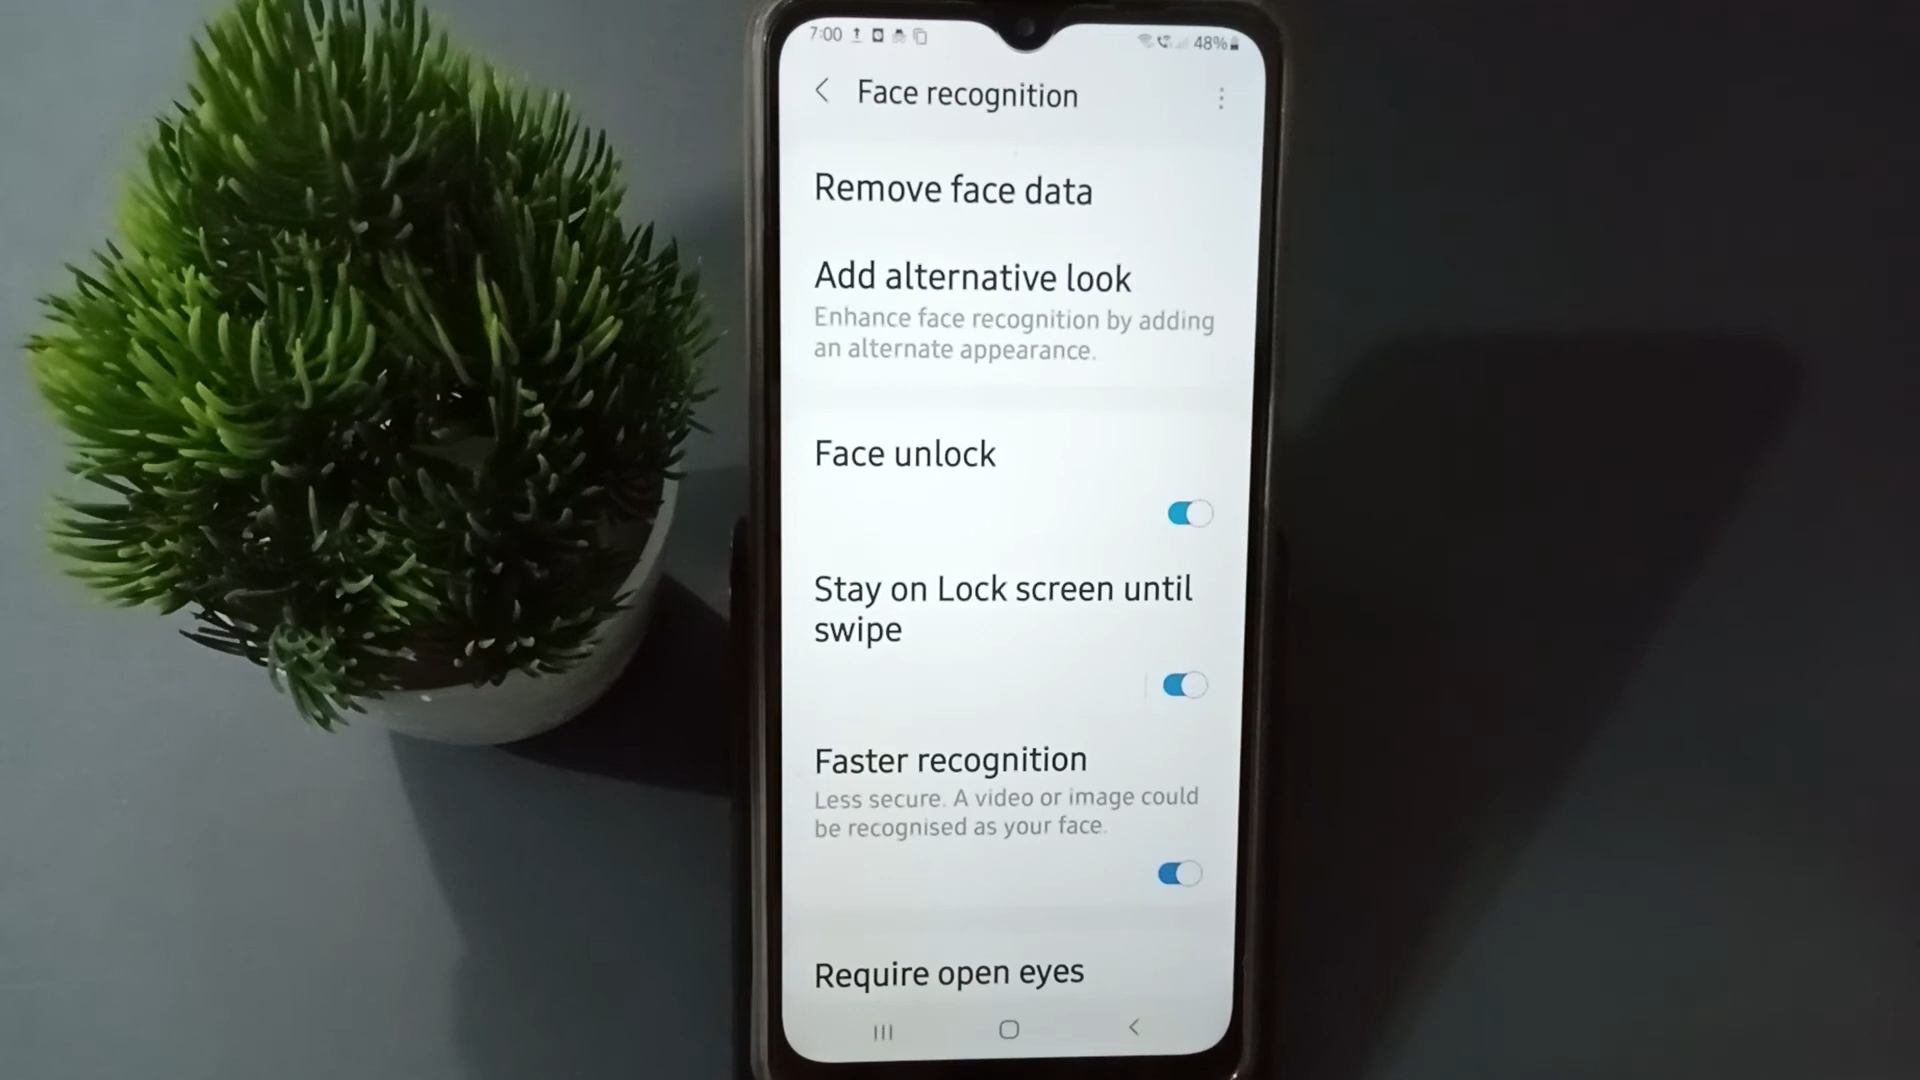 7:00 48%
Face recognition
Remove face data
Add alternative look
Enhance face recognition by adding
an alternate appearance.
Face unlock
Stay on Lock screen until
swipe
Faster recognition
Less secure. A video or image could
be recognised as your face.
Require open eyes